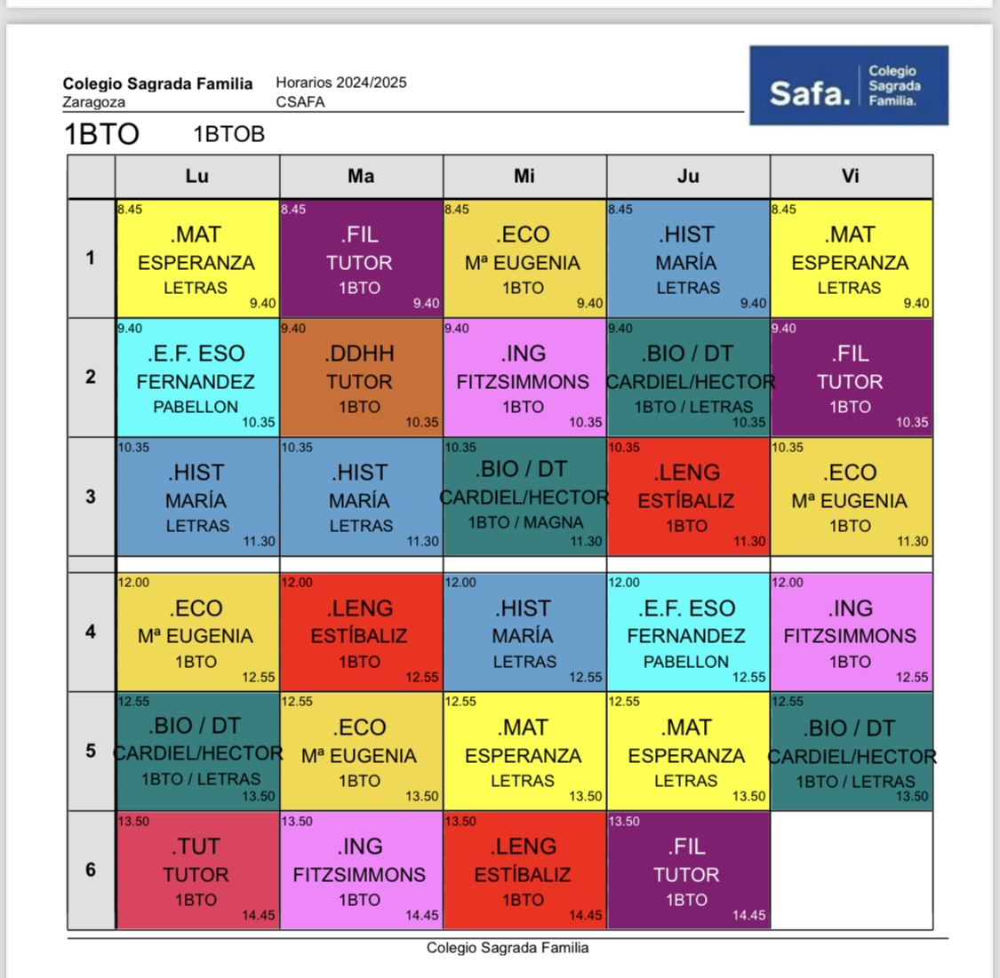 Colegio Sagrada Familia Horarios 2024/2025
Zaragoza CSAFA
Safa. Colegio Sagrada Familia.
1BTO 1BTOB
Lu Ma Mi Ju Vi
1
8.45 8.45 8.45 8.45 8.45
.MAT .FIL .ECO .HIST .MAT
ESPERANZA TUTOR Mª EUGENIA MARÍA ESPERANZA
LETRAS 1BTO 1BTO LETRAS LETRAS
9.40 9.40 9.40 9.40 9.40
2
9.40 9.40 9.40 9.40 9.40
.E.F. ESO .DDHH .ING .BIO / DT .FIL
FERNANDEZ TUTOR FITZSIMMONS CARDIEL/HECTOR TUTOR
PABELLON 1BTO 1BTO 1BTO / LETRAS 1BTO
10.35 10.35 10.35 10.35 10.35
3
10.35 10.35 10.35 10.35 10.35
.HIST .HIST .BIO / DT .LENG .ECO
MARÍA MARÍA CARDIEL/HECTOR ESTÍBALIZ Mª EUGENIA
LETRAS LETRAS 1BTO / MAGNA 1BTO 1BTO
11.30 11.30 11.30 11.30 11.30
4
12.00 12.00 12.00 12.00 12.00
.ECO .LENG .HIST .E.F. ESO .ING
Mª EUGENIA ESTÍBALIZ MARÍA FERNANDEZ FITZSIMMONS
1BTO 1BTO LETRAS PABELLON 1BTO
12.55 12.55 12.55 12.55 12.55
5
12.55 12.55 12.55 12.55 12.55
.BIO / DT .ECO .MAT .MAT .BIO / DT
CARDIEL/HECTOR Mª EUGENIA ESPERANZA ESPERANZA CARDIEL/HECTOR
1BTO / LETRAS 1BTO LETRAS LETRAS 1BTO / LETRAS
13.50 13.50 13.50 13.50 13.50
6
13.50 13.50 13.50 13.50
.TUT .ING .LENG .FIL
TUTOR FITZSIMMONS ESTÍBALIZ TUTOR
1BTO 1BTO 1BTO 1BTO
14.45 14.45 14.45 14.45
Colegio Sagrada Familia